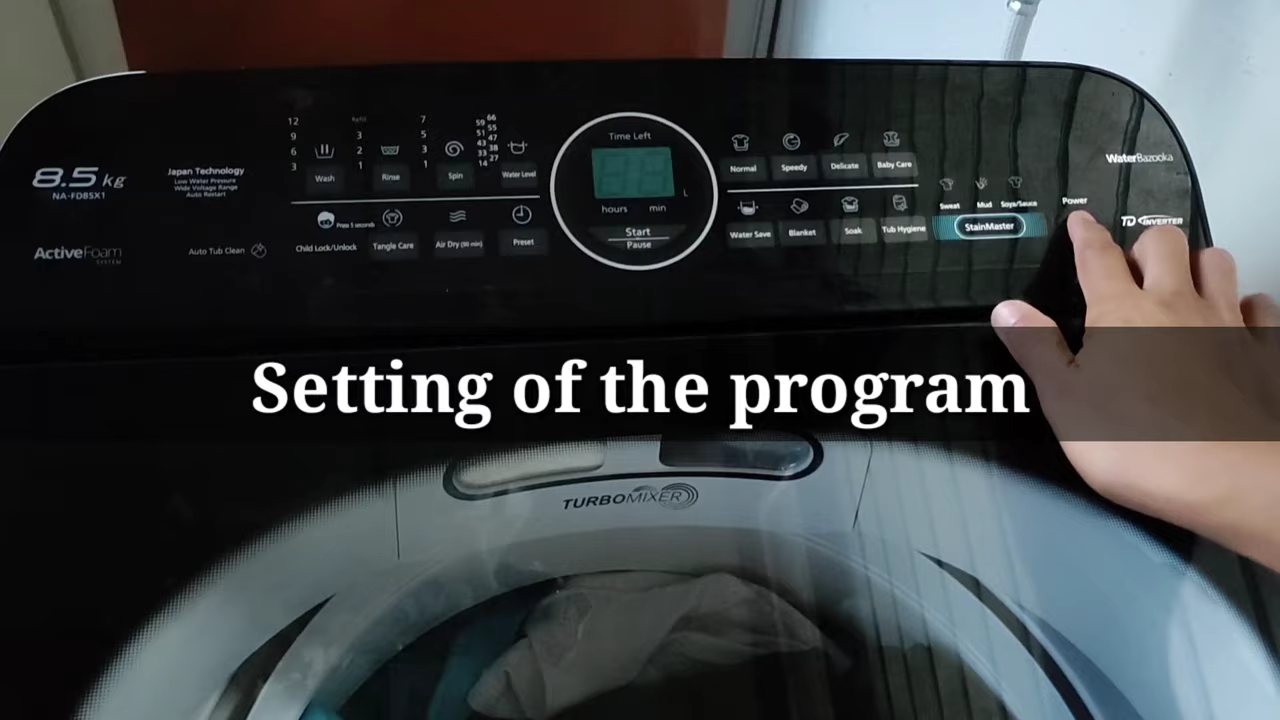 8.5 kg
NA-FD85X1
Japan Technology
Low Water Pressure
Wide Voltage Range
Auto Restart
ActiveFoam
SYSTEM
Auto Tub Clean
12
9
6
3
Wash
3
2
1
Rinse
7
5
3
1
Spin
66
59
55
51
47
43
38
33
27
14
Water Level
Press 5 seconds
Child Lock/Unlock
Tangle Care
Air Dry (90 min)
Preset
Time Left
L
hours min
Start
Pause
Normal
Speedy
Delicate
Baby Care
Water Save
Blanket
Soak
Tub Hygiene
Sweat
Mud
Soya/Sauce
StainMaster
Power
WaterBazooka
TD INVERTER
Setting of the program
TURBOMIXER